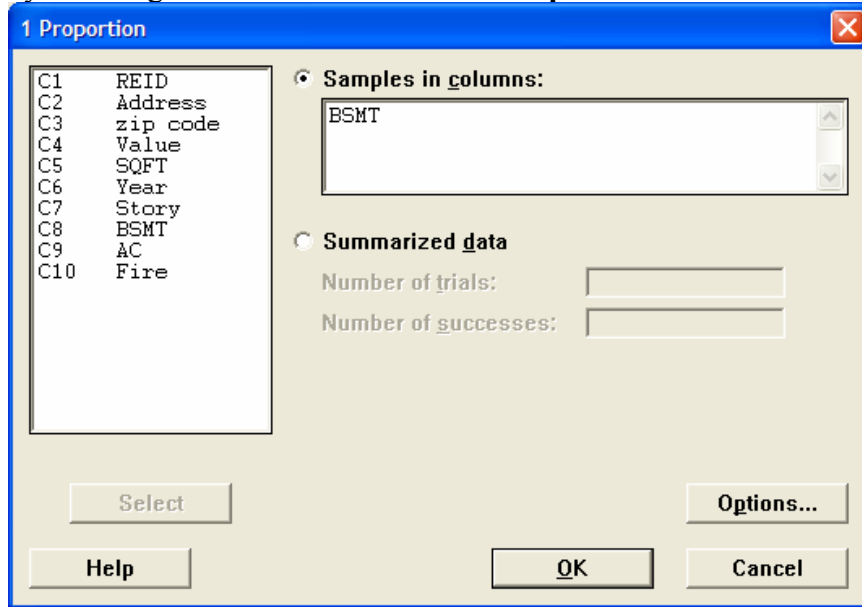 1 Proportion
C1 REID
C2 Address
C3 zip code
C4 Value
C5 SQFT
C6 Year
C7 Story
C8 BSMT
C9 AC
C10 Fire
Samples in columns:
BSMT
Summarized data
Number of trials:
Number of successes:
Select
Options...
Help
OK
Cancel